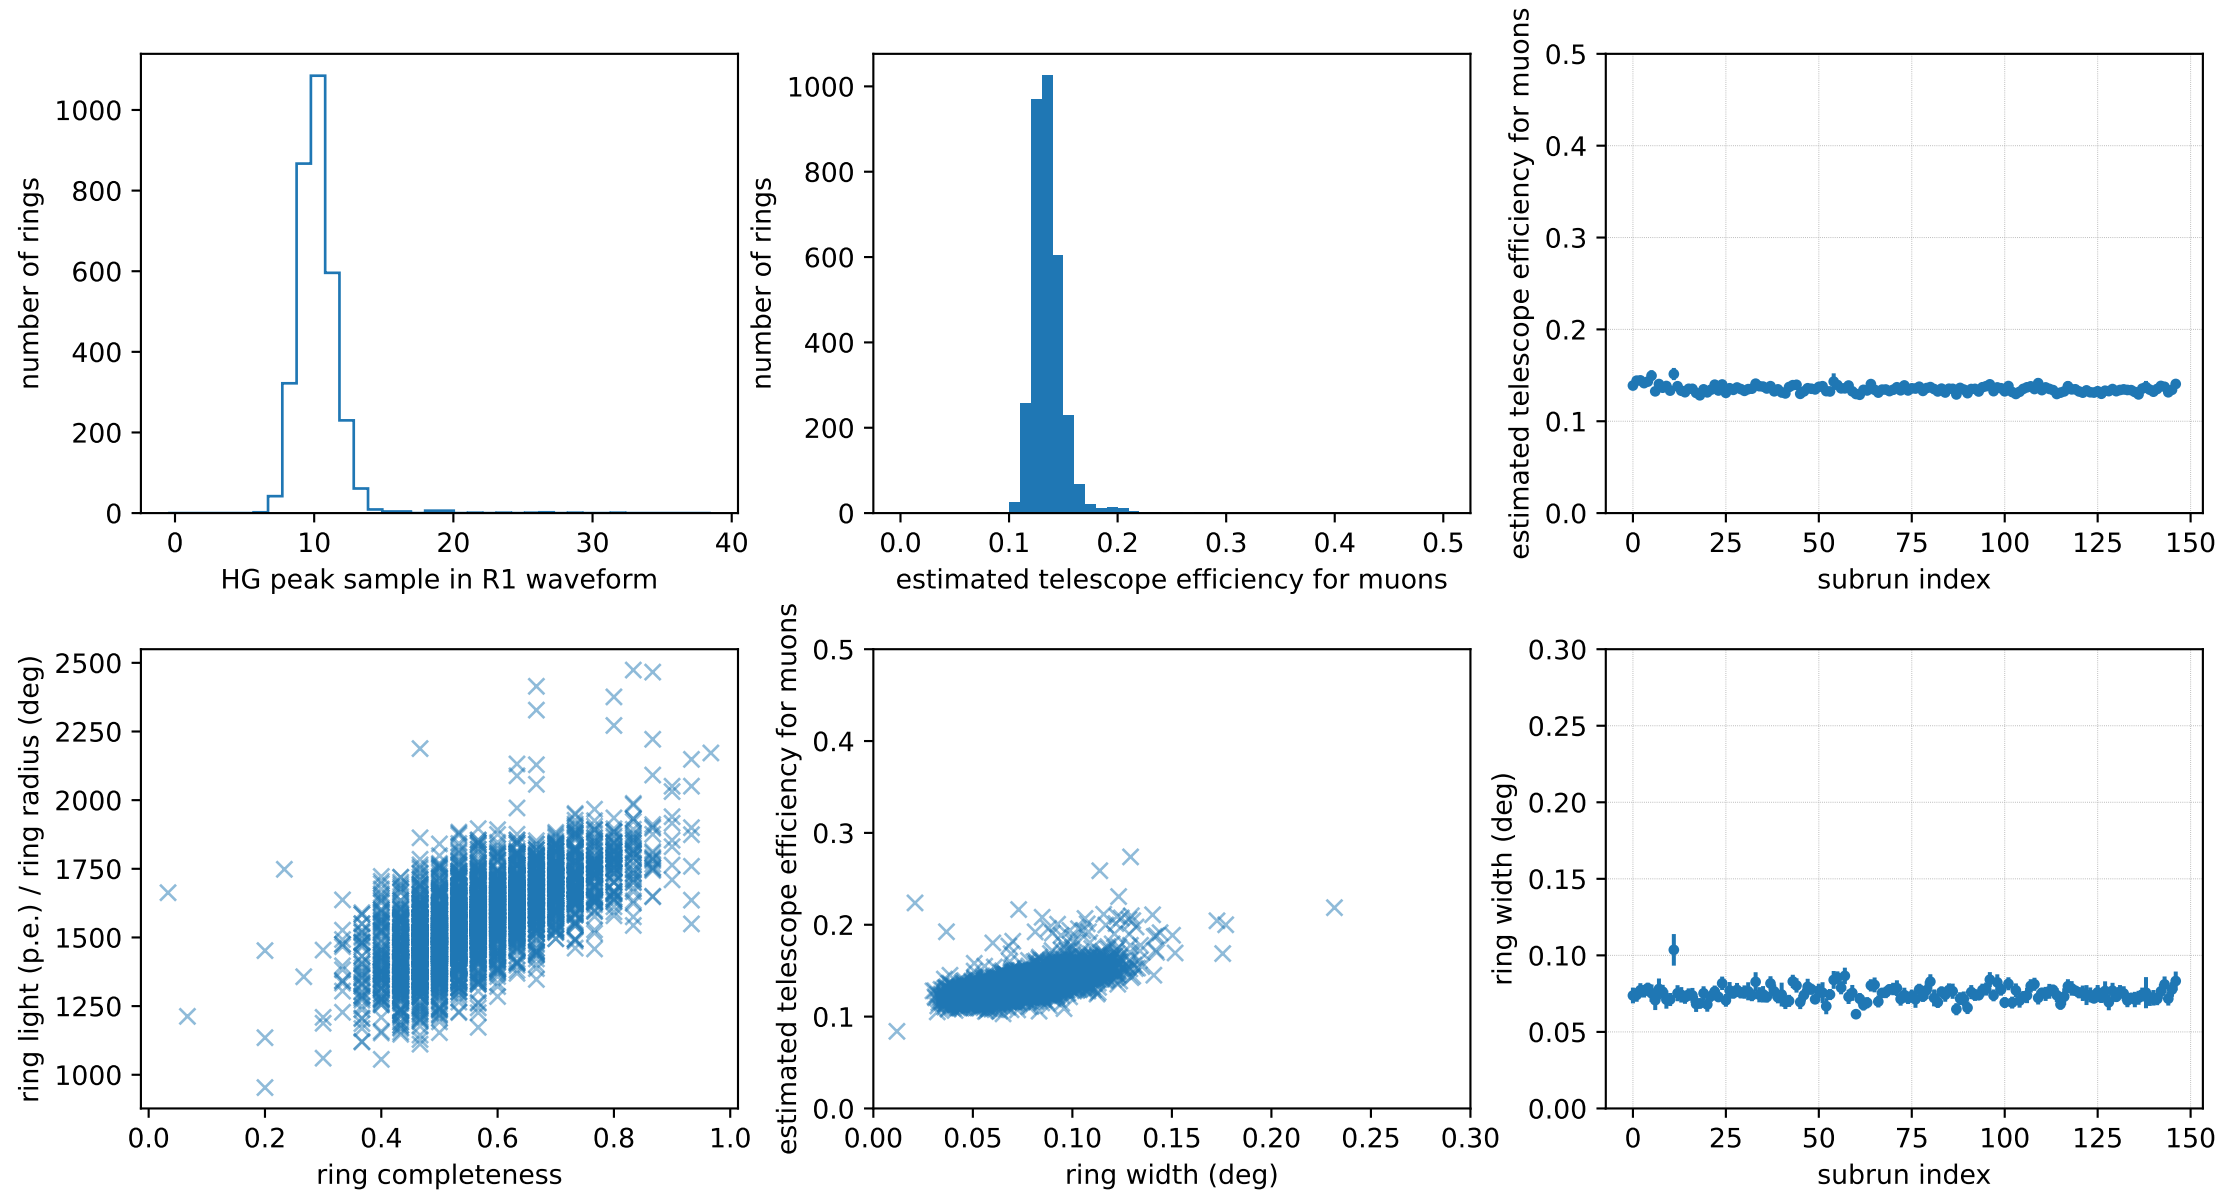 1000
800
600
400
200
0
number of rings
0 10 20 30 40
HG peak sample in R1 waveform
1000
800
600
400
200
0
number of rings
0.0 0.1 0.2 0.3 0.4 0.5
estimated telescope efficiency for muons
0.5
0.4
0.3
0.2
0.1
0.0
estimated telescope efficiency for muons
0 25 50 75 100 125 150
subrun index
2500
2250
2000
1750
1500
1250
1000
ring light (p.e.) / ring radius (deg)
0.0 0.2 0.4 0.6 0.8 1.0
ring completeness
0.5
0.4
0.3
0.2
0.1
0.0
estimated telescope efficiency for muons
0.00 0.05 0.10 0.15 0.20 0.25 0.30
ring width (deg)
0.30
0.25
0.20
0.15
0.10
0.05
0.00
ring width (deg)
0 25 50 75 100 125 150
subrun index